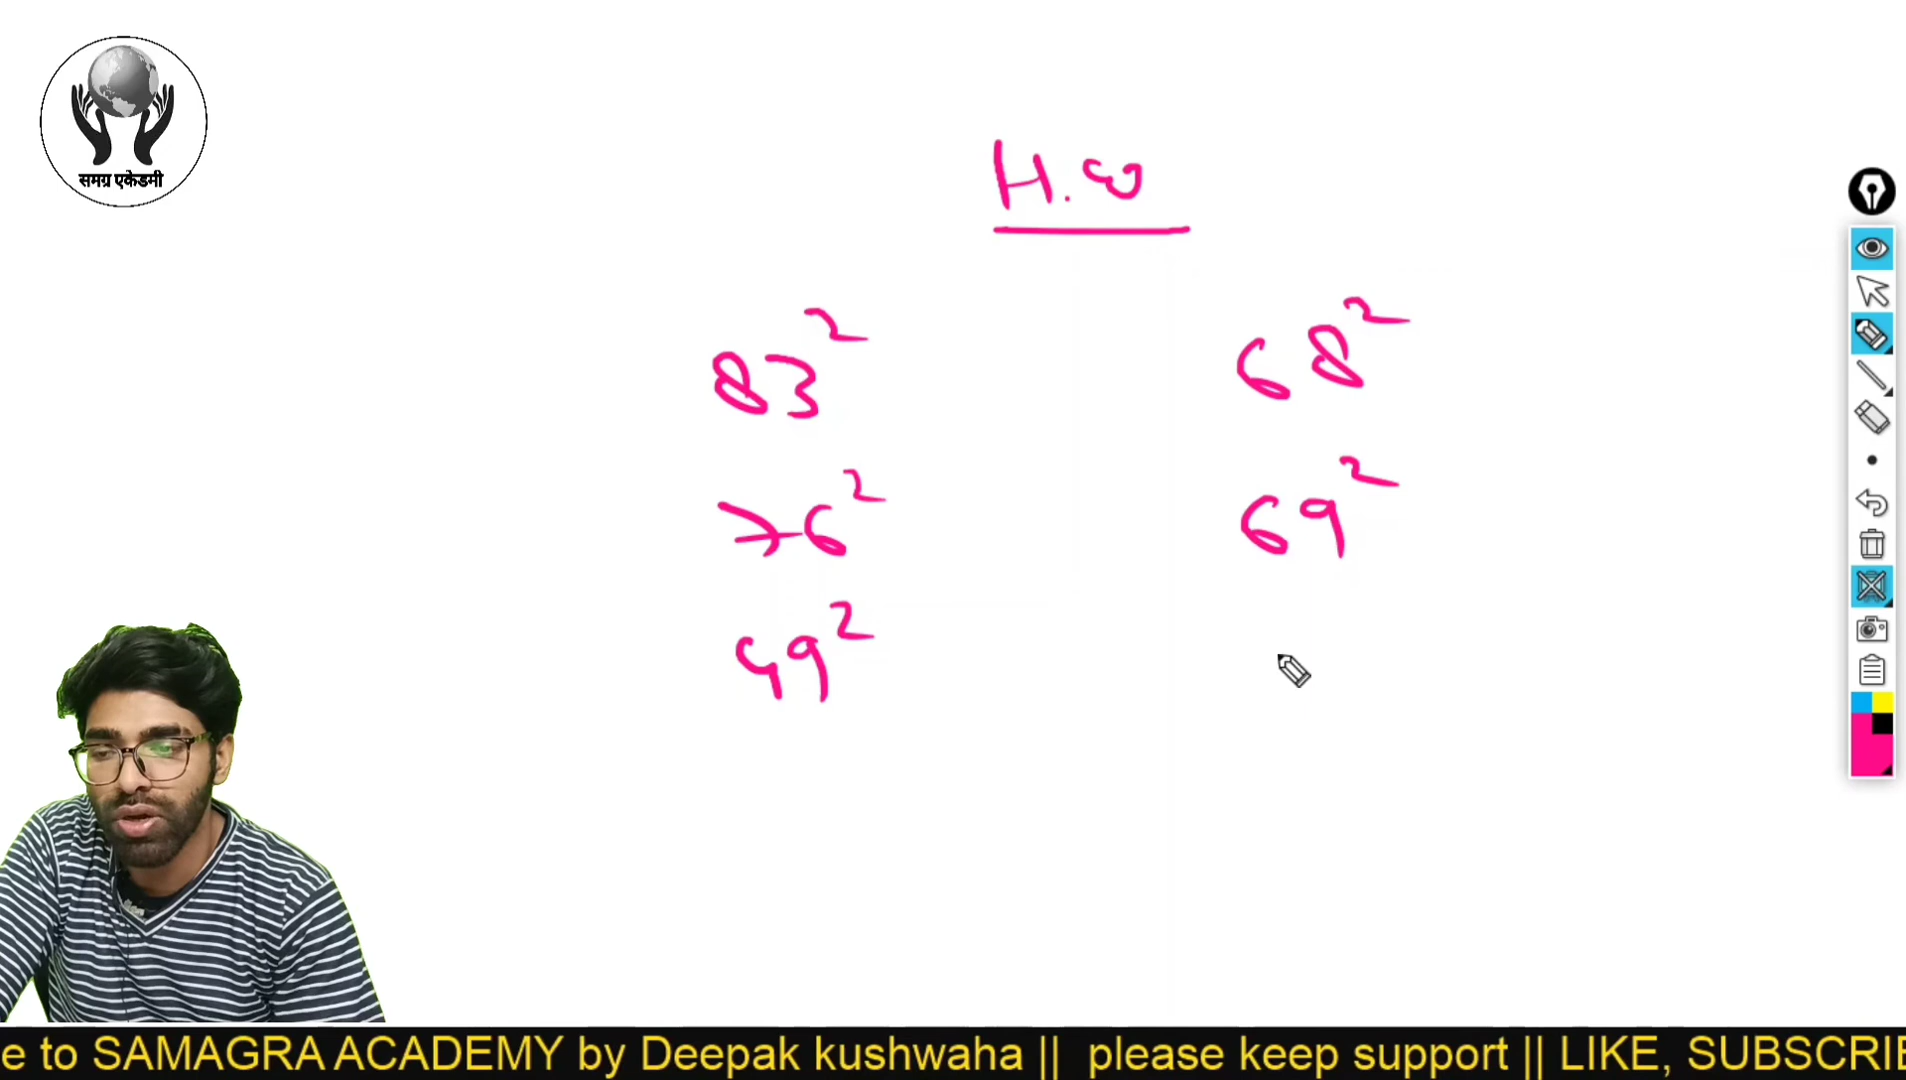 समग्र एकेडमी
H.W
83²
68²
76²
69²
49²
e to SAMAGRA ACADEMY by Deepak kushwaha || please keep support || LIKE, SUBSCRIE